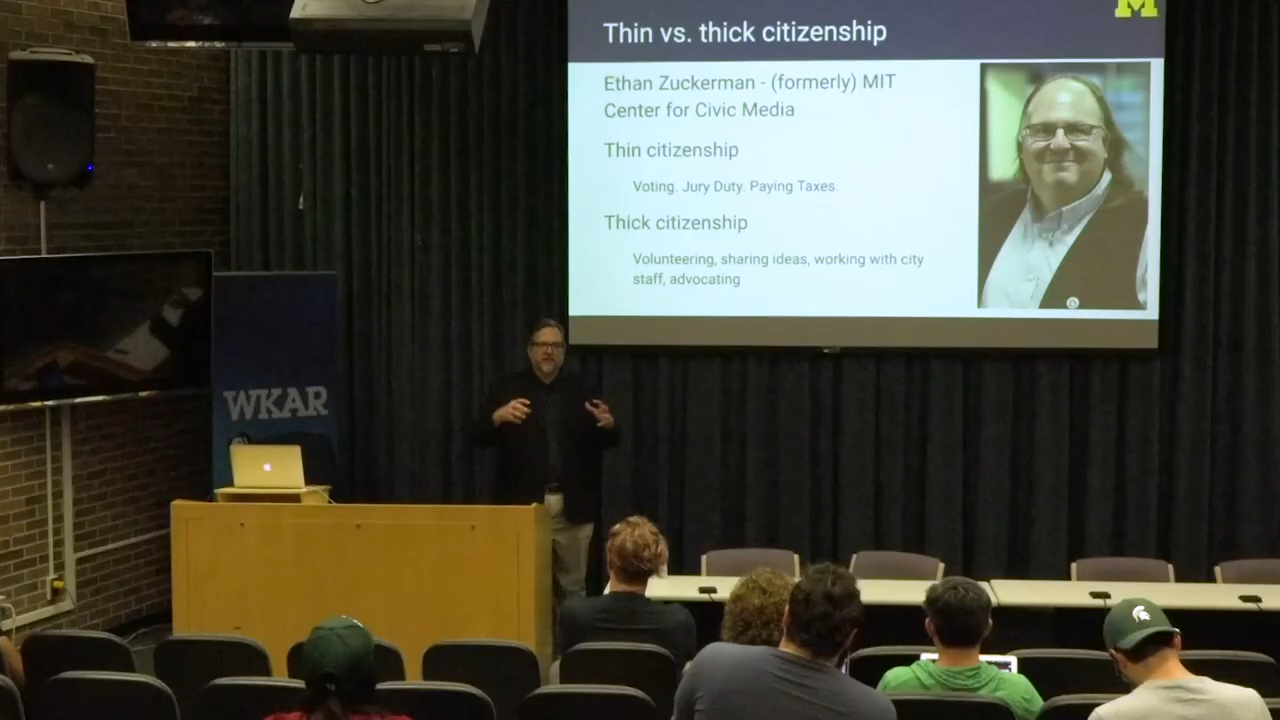 M
Thin vs. thick citizenship
Ethan Zuckerman - (formerly) MIT
Center for Civic Media
Thin citizenship
Voting. Jury Duty. Paying Taxes
Thick citizenship
Volunteering, sharing ideas, working with city
staff, advocating
WKAR